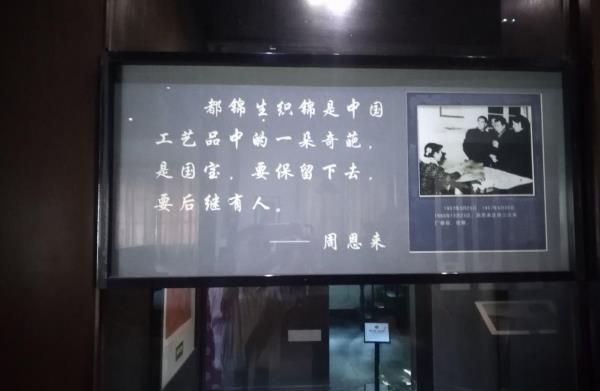 都锦生织锦是中国
工艺品中的一朵奇葩,
是国宝,要保留下去,
要后继有人。
—— 周恩来